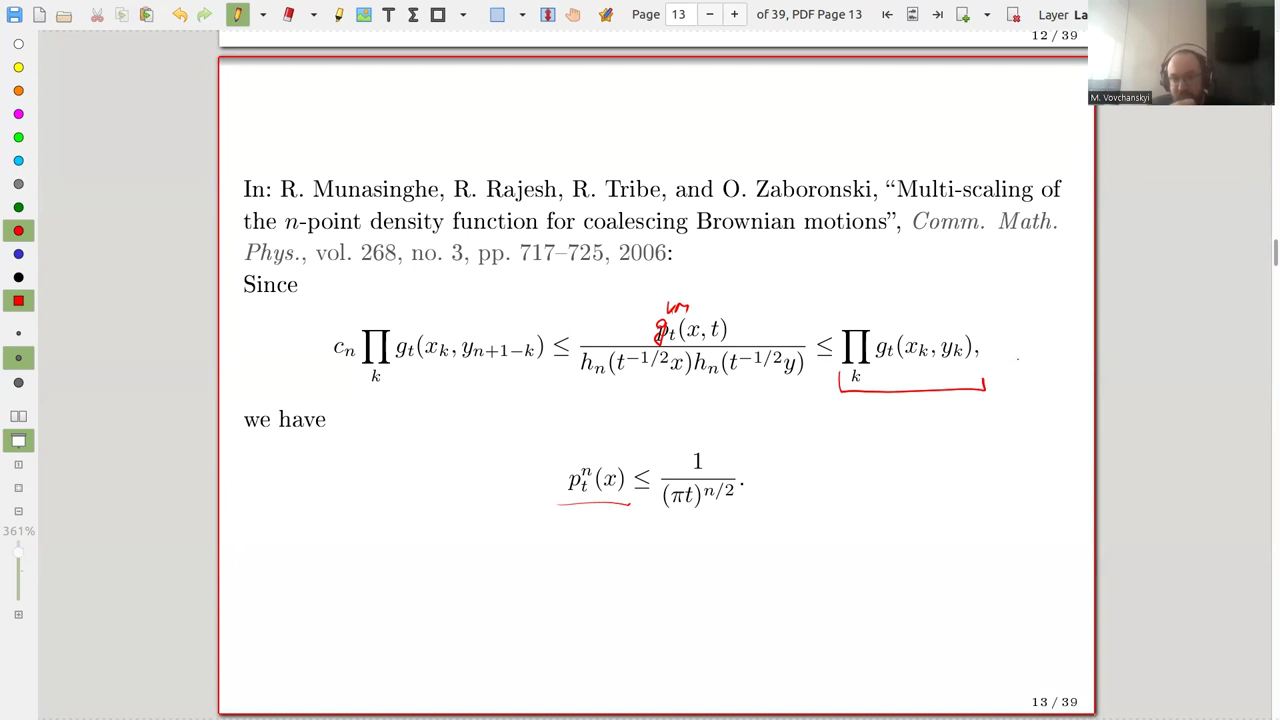 Page 13 of 39, PDF Page 13 Layer La
12 / 39
M. Vovchanskyi
In: R. Munasinghe, R. Rajesh, R. Tribe, and O. Zaboronski, “Multi-scaling of
the n-point density function for coalescing Brownian motions”, Comm. Math.
Phys., vol. 268, no. 3, pp. 717–725, 2006:
Since
c_n ∏_k g_t(x_k, y_{n+1−k}) ≤ p_t(x, t) / h_n(t^{−1/2}x)h_n(t^{−1/2}y) ≤ ∏_k g_t(x_k, y_k),
we have
p_t^n(x) ≤ 1 / (πt)^{n/2}.
361%
13 / 39